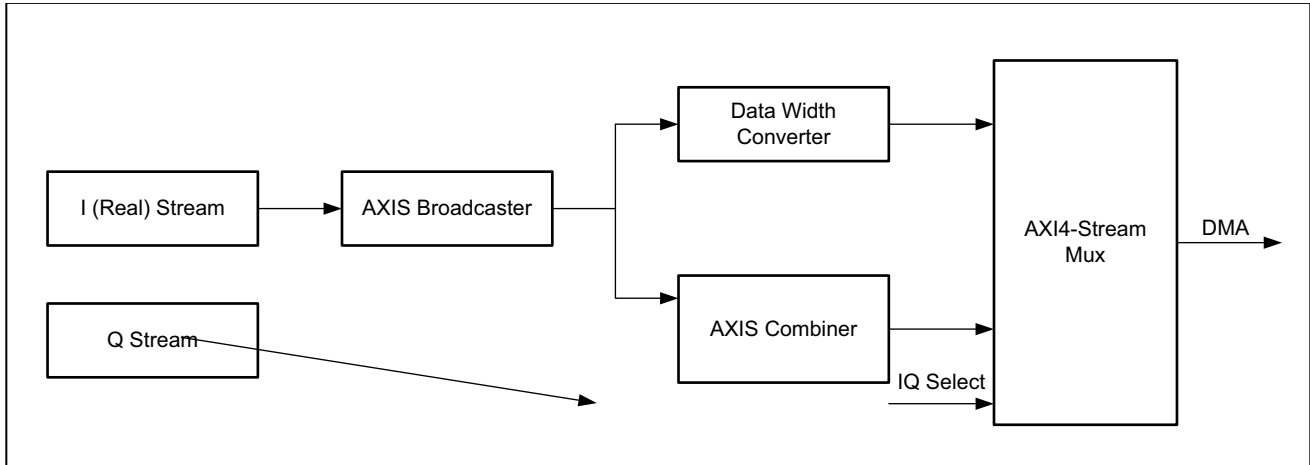 Data Width
Converter
I (Real) Stream
AXIS Broadcaster
AXI4-Stream
Mux
DMA
Q Stream
AXIS Combiner
IQ Select